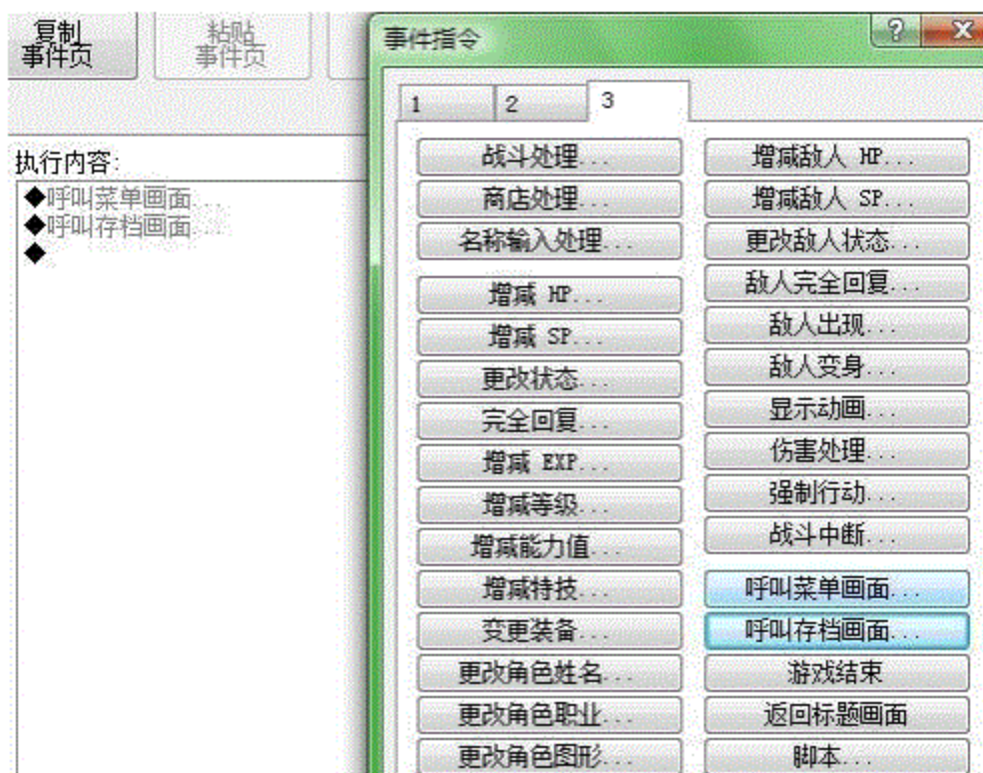 复制
事件页
粘贴
事件页
执行内容:
◆呼叫菜单画面...
◆呼叫存档画面...
◆
事件指令
1
2
3
战斗处理...
商店处理...
名称输入处理...
增减 HP...
增减 SP...
更改状态...
完全回复...
增减 EXP...
增减等级...
增减能力值...
增减特技...
变更装备...
更改角色姓名...
更改角色职业...
更改角色图形...
增减敌人 HP...
增减敌人 SP...
更改敌人状态...
敌人完全回复...
敌人出现...
敌人变身...
显示动画...
伤害处理...
强制行动...
战斗中断...
呼叫菜单画面...
呼叫存档画面...
游戏结束
返回标题画面
脚本...